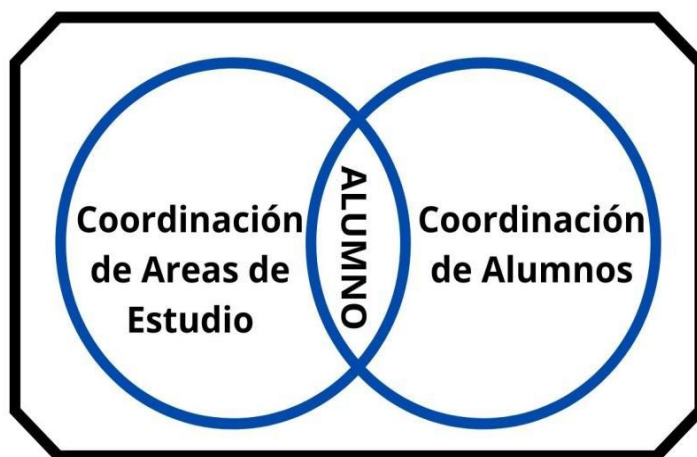 Coordinación
de Areas de
Estudio
ALUMNO
Coordinación
de Alumnos